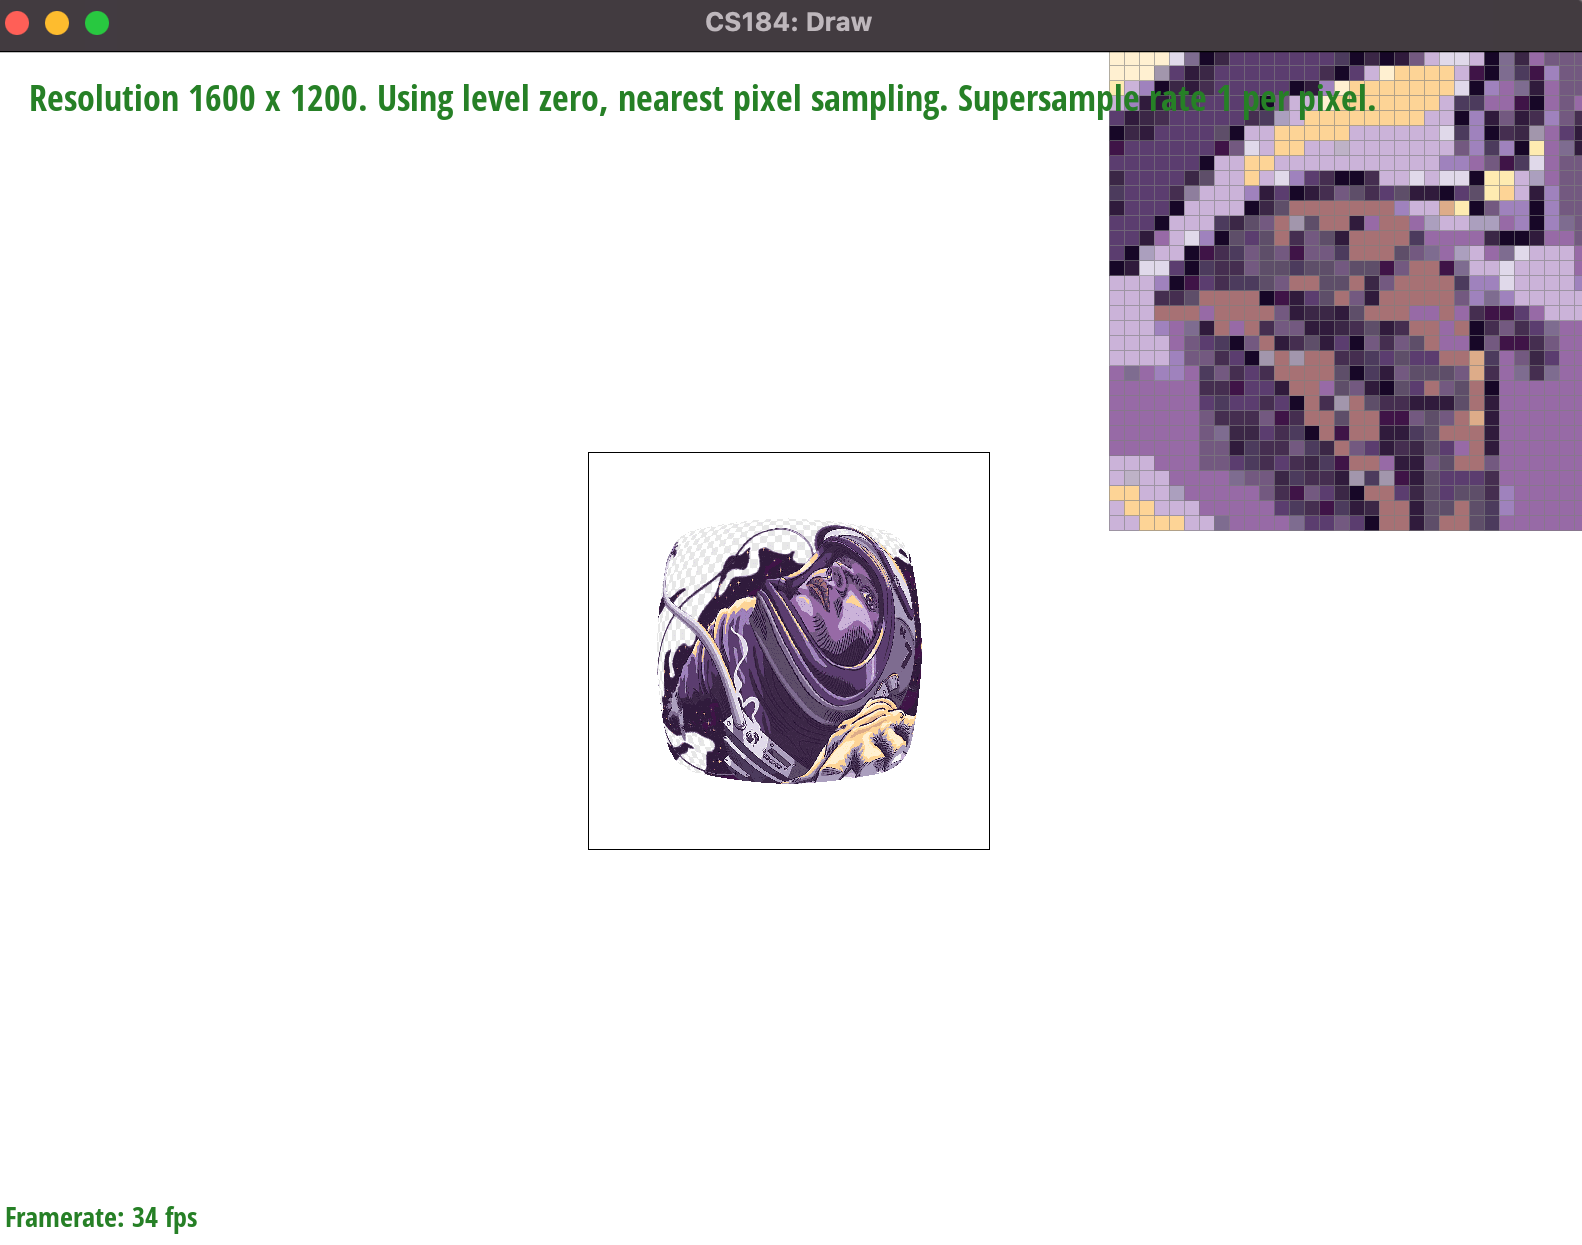 CS184: Draw
Resolution 1600 x 1200. Using level zero, nearest pixel sampling. Supersample rate 1 per pixel.
Framerate: 34 fps